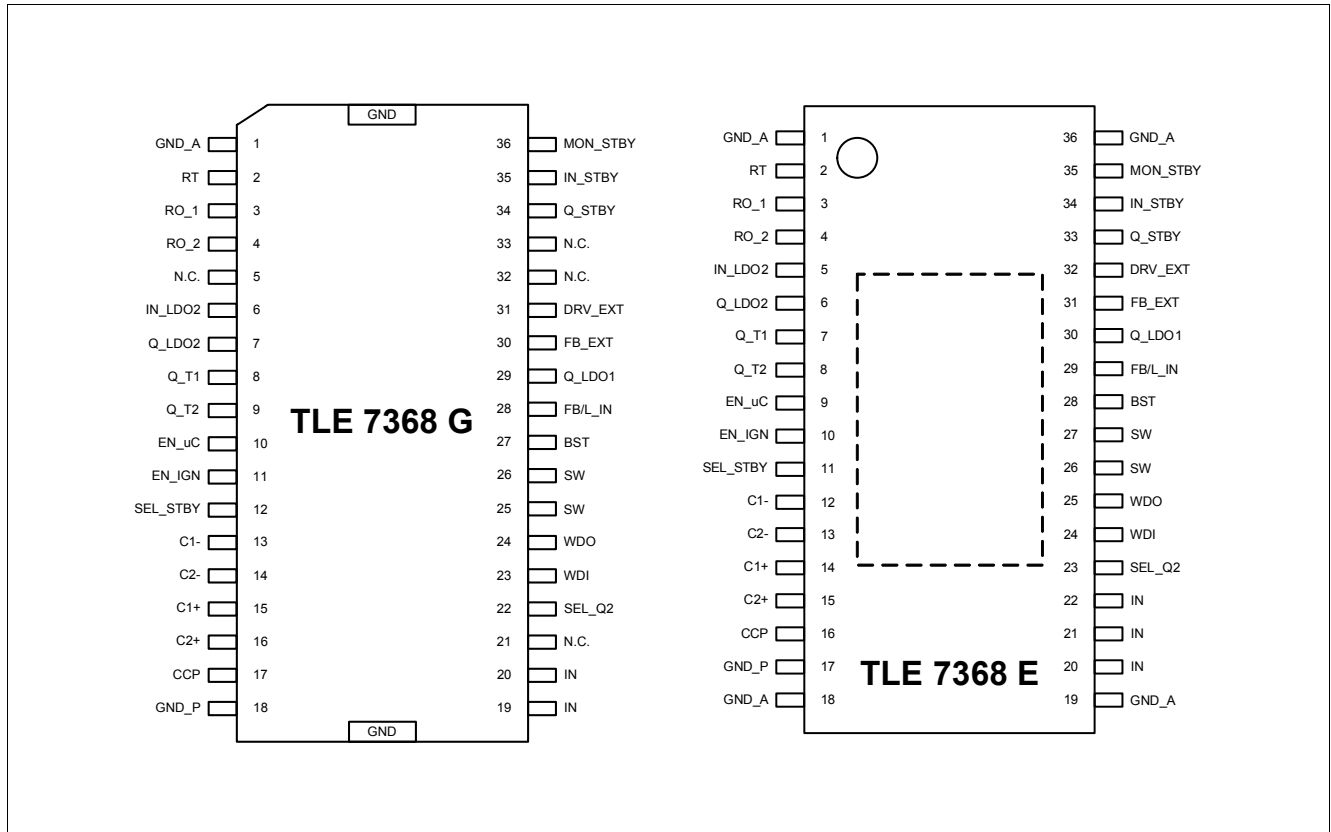 GND
GND_A 1 36 MON_STBY
RT 2 35 IN_STBY
RO_1 3 34 Q_STBY
RO_2 4 33 N.C.
N.C. 5 32 N.C.
IN_LDO2 6 31 DRV_EXT
Q_LDO2 7 30 FB_EXT
Q_T1 8 29 Q_LDO1
Q_T2 9 28 FB/L_IN
TLE 7368 G
EN_uC 10 27 BST
EN_IGN 11 26 SW
SEL_STBY 12 25 SW
C1- 13 24 WDO
C2- 14 23 WDI
C1+ 15 22 SEL_Q2
C2+ 16 21 N.C.
CCP 17 20 IN
GND_P 18 19 IN
GND
GND_A 1 36 GND_A
RT 2 35 MON_STBY
RO_1 3 34 IN_STBY
RO_2 4 33 Q_STBY
IN_LDO2 5 32 DRV_EXT
Q_LDO2 6 31 FB_EXT
Q_T1 7 30 Q_LDO1
Q_T2 8 29 FB/L_IN
EN_uC 9 28 BST
EN_IGN 10 27 SW
SEL_STBY 11 26 SW
C1- 12 25 WDO
C2- 13 24 WDI
C1+ 14 23 SEL_Q2
C2+ 15 22 IN
CCP 16 21 IN
GND_P 17 20 IN
TLE 7368 E
GND_A 18 19 GND_A